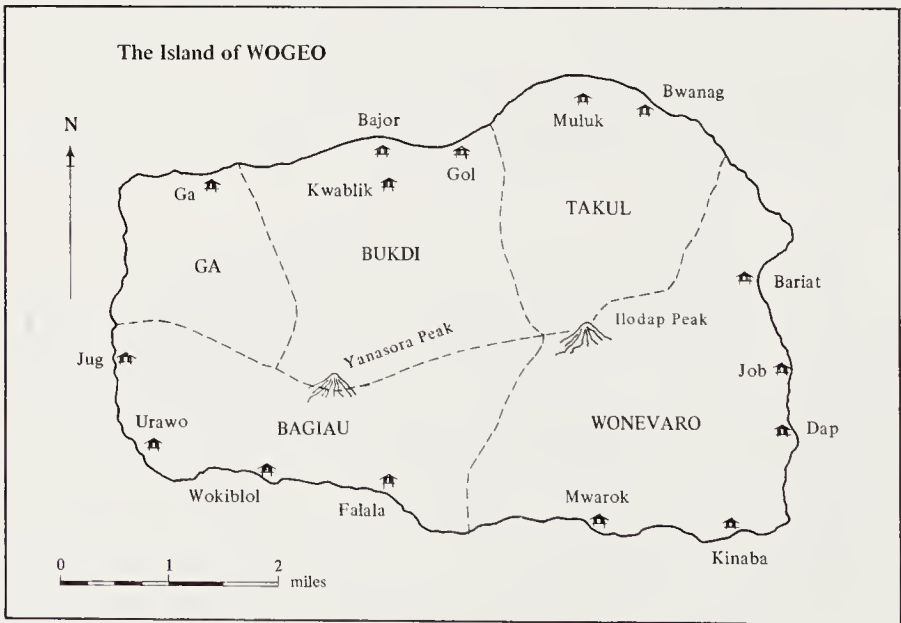 The Island of WOGEO
N
Bwanag
Muluk
Bajor
Gol
Kwablik
Ga
TAKUL
GA
BUKDI
Bariat
Ilodap Peak
Yanasora Peak
Jug
Job
Urawo
BAGIAU
WONEVARO
Dap
Wokiblol
Falala
Mwarok
Kinaba
0 1 2
miles